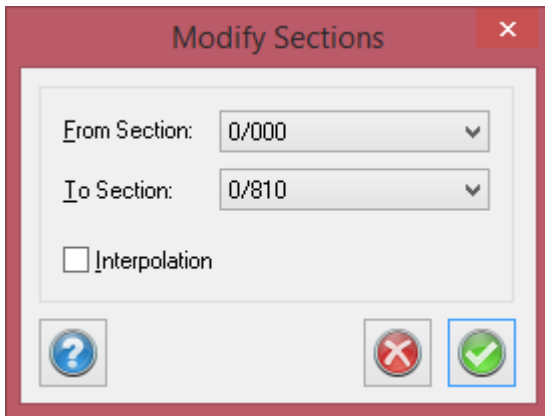 Modify Sections
From Section: 0/000
To Section: 0/810
Interpolation